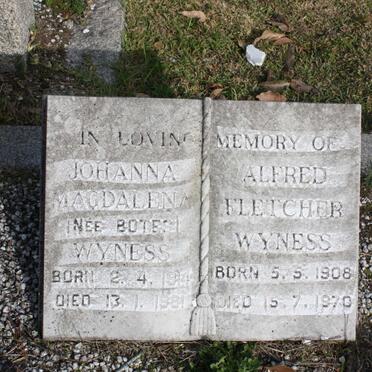 IN LOVING MEMORY OF
JOHANNA
MAGDALENA
(NEE BOTES)
WYNESS
BORN 2.4.
DIED 13.1.
ALFRED
FLETCHER
WYNESS
BORN 5.5.1908
DIED 15.7.1970